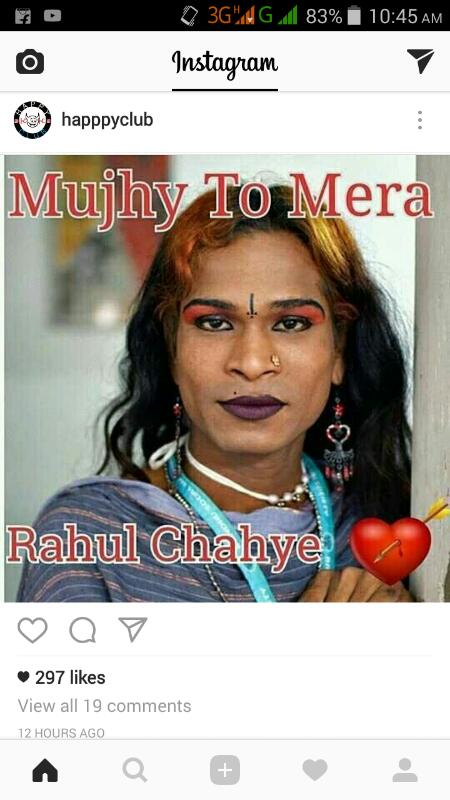 3G H G 83% 10:45 AM
Instagram
happpyclub
Mujhy To Mera
Rahul Chahye
297 likes
View all 19 comments
12 HOURS AGO